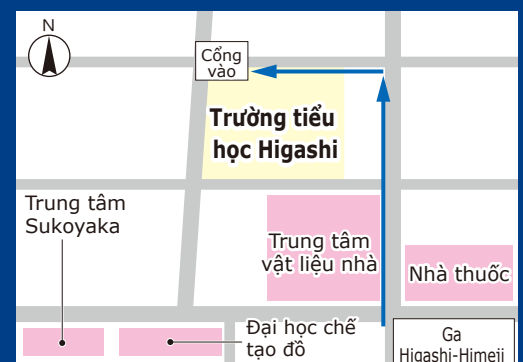 N
Cổng
vào
Trường tiểu
học Higashi
Trung tâm
Sukoyaka
Trung tâm
vật liệu nhà
Nhà thuốc
Đại học chế
tạo đồ
Ga
Higashi-Himeji